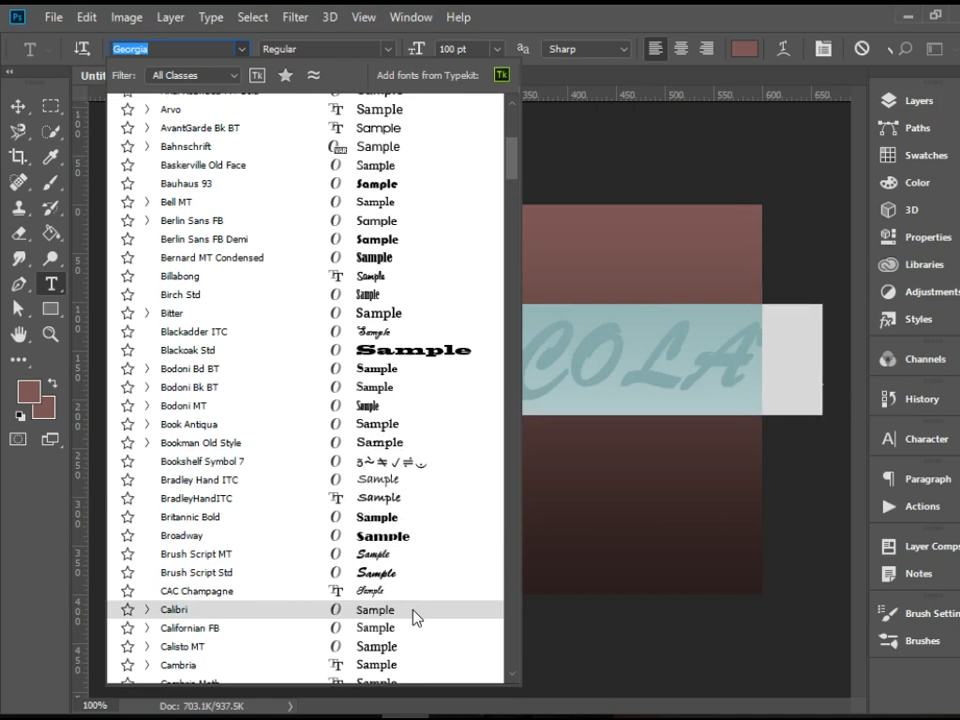 Ps File Edit Image Layer Type Select Filter 3D View Window Help
T Georgia Regular 100 pt aa Sharp
Untit
Filter: All Classes Tk Add fonts from Typekit: Tk
350. 400. 450. 500. 550. 600. 650.
Arvo Sample
AvantGarde Bk BT Sample
Bahnschrift Sample
Baskerville Old Face Sample
Bauhaus 93 Sample
Bell MT Sample
Berlin Sans FB Sample
Berlin Sans FB Demi Sample
Bernard MT Condensed Sample
Billabong Sample
Birch Std Sample
Bitter Sample
Blackadder ITC Sample
Blackoak Std Sample
Bodoni Bd BT Sample
Bodoni Bk BT Sample
Bodoni MT Sample
Book Antiqua Sample
Bookman Old Style Sample
Bookshelf Symbol 7
Bradley Hand ITC Sample
BradleyHandITC Sample
Britannic Bold Sample
Broadway Sample
Brush Script MT Sample
Brush Script Std Sample
CAC Champagne Sample
Calibri Sample
Californian FB Sample
Calisto MT Sample
Cambria Sample
COLA
Layers
Paths
Swatches
Color
3D
Properties
Libraries
Adjustments
Styles
Channels
History
Character
Paragraph
Actions
Layer Comps
Notes
Brush Settin
Brushes
100% Doc: 703.1K/937.5K